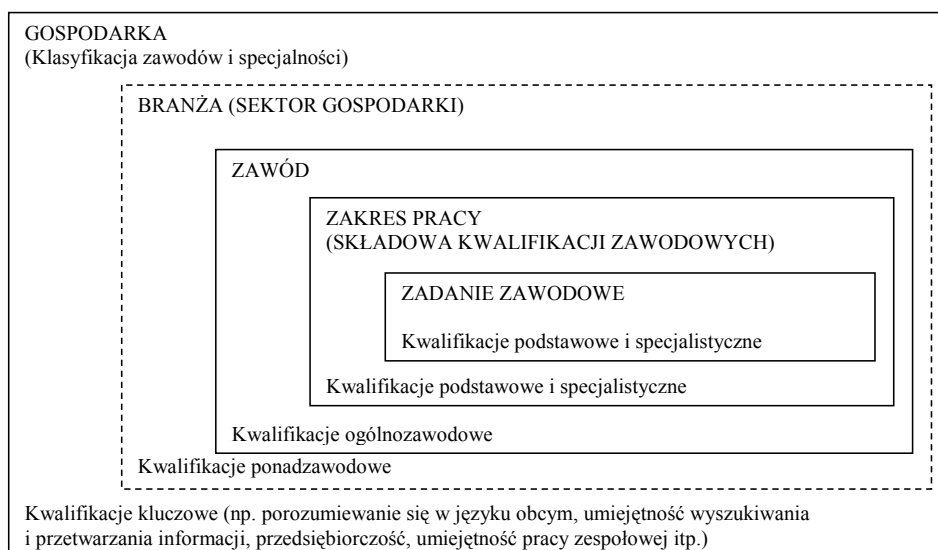 GOSPODARKA
(Klasyfikacja zawodów i specjalności)
BRANŻA (SEKTOR GOSPODARKI)
ZAWÓD
ZAKRES PRACY
(SKŁADOWA KWALIFIKACJI ZAWODOWYCH)
ZADANIE ZAWODOWE
Kwalifikacje podstawowe i specjalistyczne
Kwalifikacje podstawowe i specjalistyczne
Kwalifikacje ogólnozawodowe
Kwalifikacje ponadzawodowe
Kwalifikacje kluczowe (np. porozumiewanie się w języku obcym, umiejętność wyszukiwania
i przetwarzania informacji, przedsiębiorczość, umiejętność pracy zespołowej itp.)